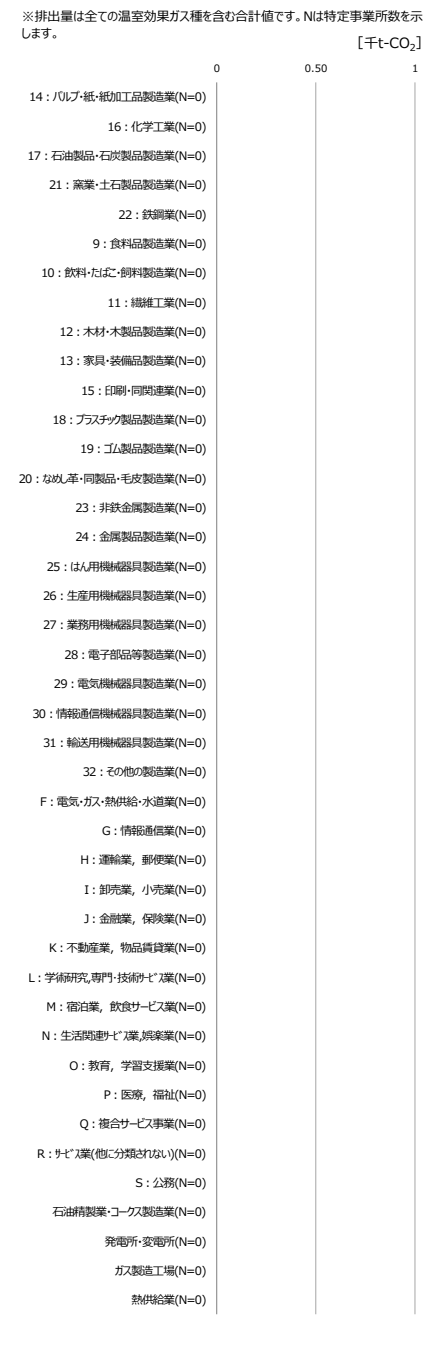 ※排出量は全ての温室効果ガス種を含む合計値です。Nは特定事業所数を示
します。
[千t-CO₂]
0 0.50 1
14：パルプ・紙・紙加工品製造業(N=0)
16：化学工業(N=0)
17：石油製品・石炭製品製造業(N=0)
21：窯業・土石製品製造業(N=0)
22：鉄鋼業(N=0)
9：食料品製造業(N=0)
10：飲料・たばこ・飼料製造業(N=0)
11：繊維工業(N=0)
12：木材・木製品製造業(N=0)
13：家具・装備品製造業(N=0)
15：印刷・同関連業(N=0)
18：プラスチック製品製造業(N=0)
19：ゴム製品製造業(N=0)
20：なめし革・同製品・毛皮製造業(N=0)
23：非鉄金属製造業(N=0)
24：金属製品製造業(N=0)
25：はん用機械器具製造業(N=0)
26：生産用機械器具製造業(N=0)
27：業務用機械器具製造業(N=0)
28：電子部品等製造業(N=0)
29：電気機械器具製造業(N=0)
30：情報通信機械器具製造業(N=0)
31：輸送用機械器具製造業(N=0)
32：その他の製造業(N=0)
F：電気・ガス・熱供給・水道業(N=0)
G：情報通信業(N=0)
H：運輸業，郵便業(N=0)
I：卸売業，小売業(N=0)
J：金融業，保険業(N=0)
K：不動産業，物品賃貸業(N=0)
L：学術研究,専門・技術ｻｰﾋﾞｽ業(N=0)
M：宿泊業，飲食サービス業(N=0)
N：生活関連ｻｰﾋﾞｽ業,娯楽業(N=0)
O：教育，学習支援業(N=0)
P：医療，福祉(N=0)
Q：複合サービス事業(N=0)
R：ｻｰﾋﾞｽ業(他に分類されない)(N=0)
S：公務(N=0)
石油精製業・コークス製造業(N=0)
発電所・変電所(N=0)
ガス製造工場(N=0)
熱供給業(N=0)